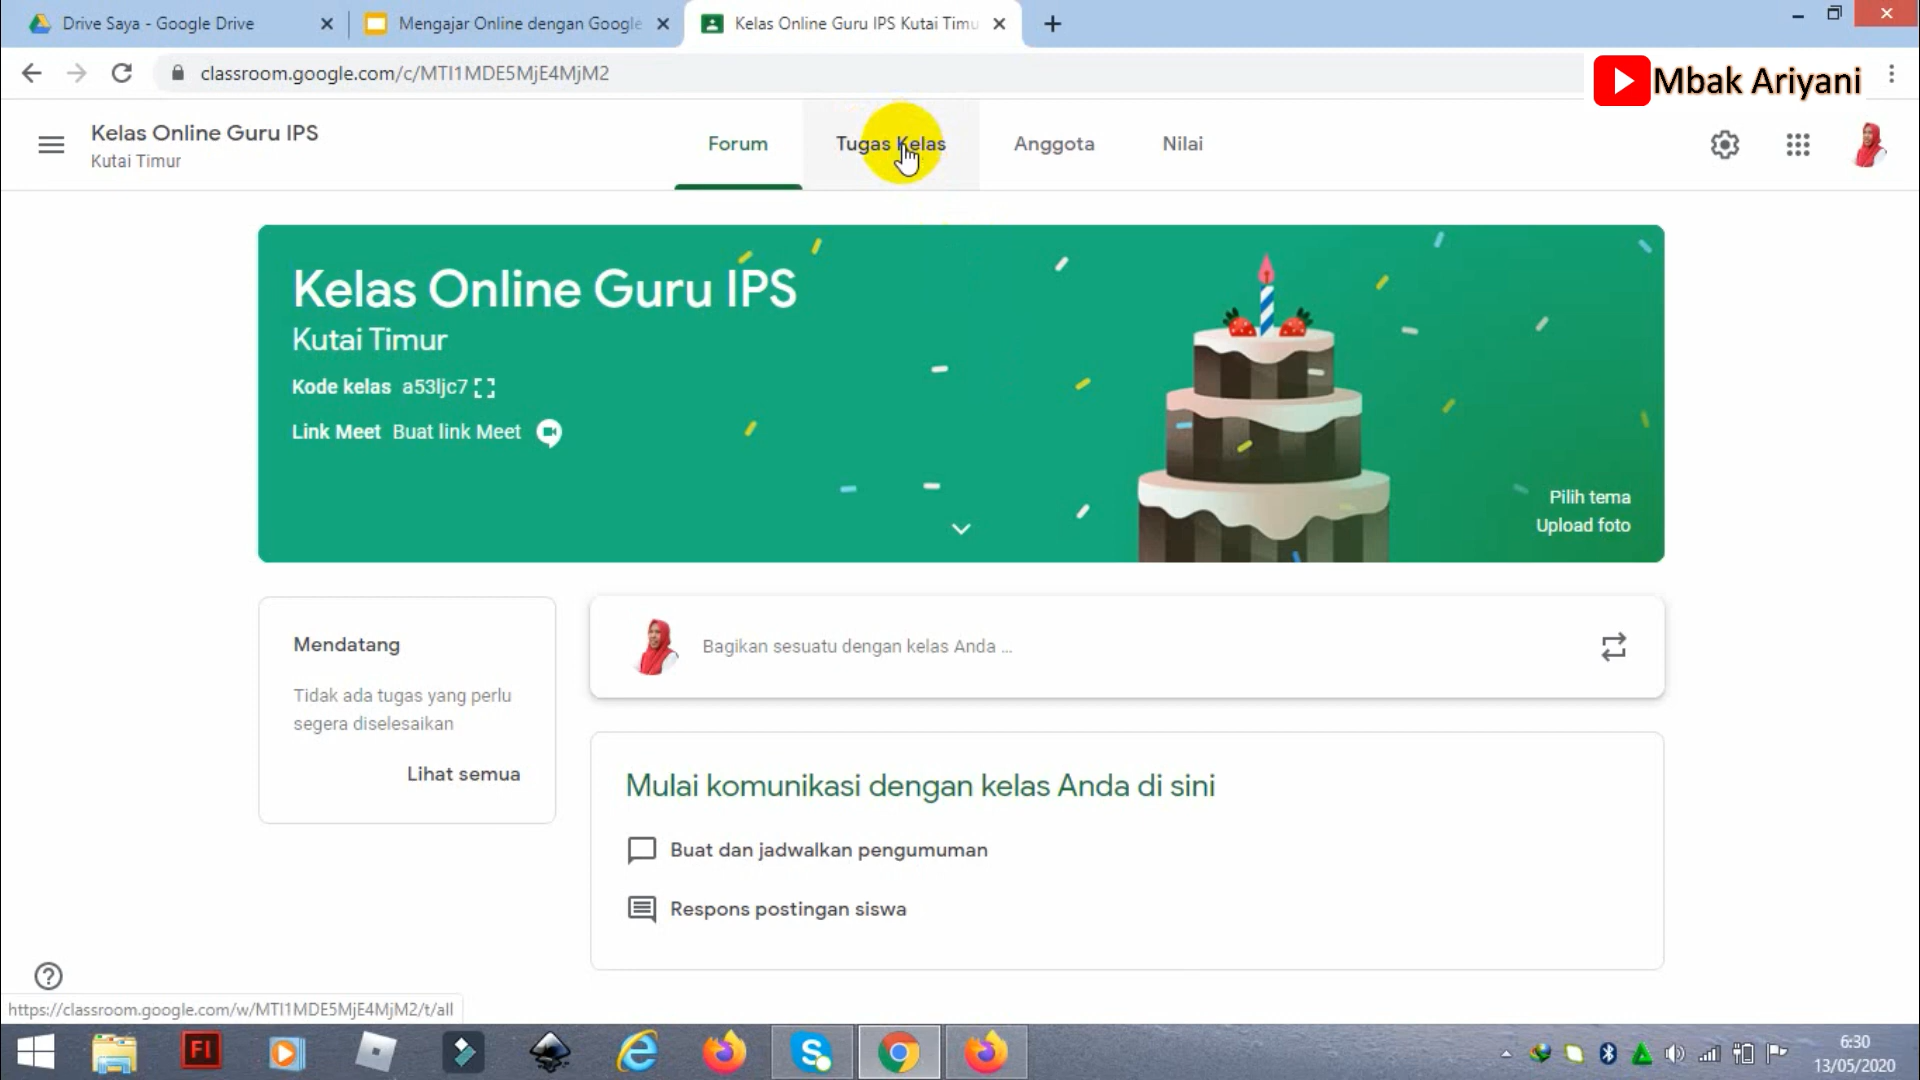 Drive Saya - Google Drive
Mengajar Online dengan Google
Kelas Online Guru IPS Kutai Timu
classroom.google.com/c/MTI1MDE5MjE4MjM2
Mbak Ariyani
Kelas Online Guru IPS
Kutai Timur
Forum
Tugas Kelas
Anggota
Nilai
Kelas Online Guru IPS
Kutai Timur
Kode kelas a53ljc7
Link Meet Buat link Meet
Pilih tema
Upload foto
Mendatang
Tidak ada tugas yang perlu
segera diselesaikan
Lihat semua
Bagikan sesuatu dengan kelas Anda ...
Mulai komunikasi dengan kelas Anda di sini
Buat dan jadwalkan pengumuman
Respons postingan siswa
https://classroom.google.com/w/MTI1MDE5MjE4MjM2/t/all
Fl
6:30
13/05/2020